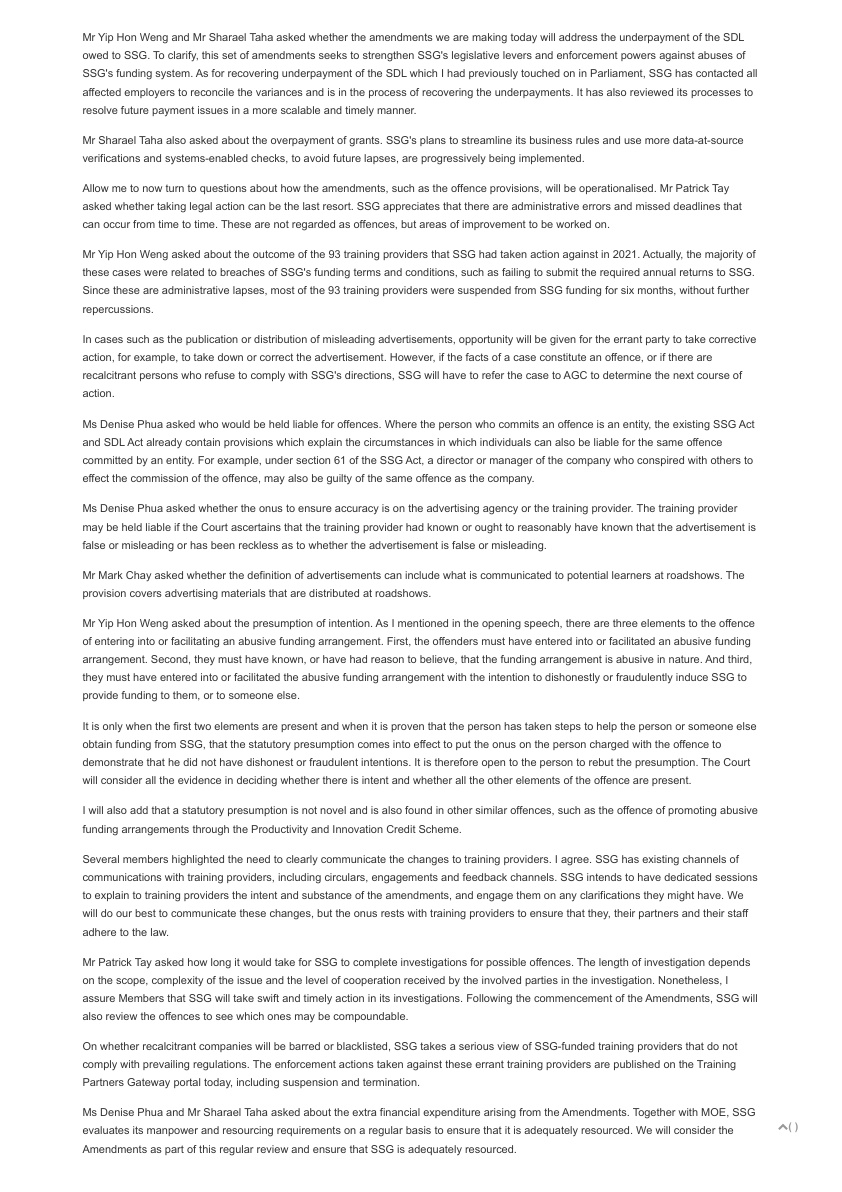 Mr Yip Hon Weng and Mr Sharael Taha asked whether the amendments we are making today will address the underpayment of the SDL
owed to SSG. To clarify, this set of amendments seeks to strengthen SSG's legislative levers and enforcement powers against abuses of
SSG's funding system. As for recovering underpayment of the SDL which I had previously touched on in Parliament, SSG has contacted all
affected employers to reconcile the variances and is in the process of recovering the underpayments. It has also reviewed its processes to
resolve future payment issues in a more scalable and timely manner.
Mr Sharael Taha also asked about the overpayment of grants. SSG's plans to streamline its business rules and use more data-at-source
verifications and systems-enabled checks, to avoid future lapses, are progressively being implemented.
Allow me to now turn to questions about how the amendments, such as the offence provisions, will be operationalised. Mr Patrick Tay
asked whether taking legal action can be the last resort. SSG appreciates that there are administrative errors and missed deadlines that
can occur from time to time. These are not regarded as offences, but areas of improvement to be worked on.
Mr Yip Hon Weng asked about the outcome of the 93 training providers that SSG had taken action against in 2021. Actually, the majority of
these cases were related to breaches of SSG's funding terms and conditions, such as failing to submit the required annual returns to SSG.
Since these are administrative lapses, most of the 93 training providers were suspended from SSG funding for six months, without further
repercussions.
In cases such as the publication or distribution of misleading advertisements, opportunity will be given for the errant party to take corrective
action, for example, to take down or correct the advertisement. However, if the facts of a case constitute an offence, or if there are
recalcitrant persons who refuse to comply with SSG's directions, SSG will have to refer the case to AGC to determine the next course of
action.
Ms Denise Phua asked who would be held liable for offences. Where the person who commits an offence is an entity, the existing SSG Act
and SDL Act already contain provisions which explain the circumstances in which individuals can also be liable for the same offence
committed by an entity. For example, under section 61 of the SSG Act, a director or manager of the company who conspired with others to
effect the commission of the offence, may also be guilty of the same offence as the company.
Ms Denise Phua asked whether the onus to ensure accuracy is on the advertising agency or the training provider. The training provider
may be held liable if the Court ascertains that the training provider had known or ought to reasonably have known that the advertisement is
false or misleading or has been reckless as to whether the advertisement is false or misleading.
Mr Mark Chay asked whether the definition of advertisements can include what is communicated to potential learners at roadshows. The
provision covers advertising materials that are distributed at roadshows.
Mr Yip Hon Weng asked about the presumption of intention. As I mentioned in the opening speech, there are three elements to the offence
of entering into or facilitating an abusive funding arrangement. First, the offenders must have entered into or facilitated an abusive funding
arrangement. Second, they must have known, or have had reason to believe, that the funding arrangement is abusive in nature. And third,
they must have entered into or facilitated the abusive funding arrangement with the intention to dishonestly or fraudulently induce SSG to
provide funding to them, or to someone else.
It is only when the first two elements are present and when it is proven that the person has taken steps to help the person or someone else
obtain funding from SSG, that the statutory presumption comes into effect to put the onus on the person charged with the offence to
demonstrate that he did not have dishonest or fraudulent intentions. It is therefore open to the person to rebut the presumption. The Court
will consider all the evidence in deciding whether there is intent and whether all the other elements of the offence are present.
I will also add that a statutory presumption is not novel and is also found in other similar offences, such as the offence of promoting abusive
funding arrangements through the Productivity and Innovation Credit Scheme.
Several members highlighted the need to clearly communicate the changes to training providers. I agree. SSG has existing channels of
communications with training providers, including circulars, engagements and feedback channels. SSG intends to have dedicated sessions
to explain to training providers the intent and substance of the amendments, and engage them on any clarifications they might have. We
will do our best to communicate these changes, but the onus rests with training providers to ensure that they, their partners and their staff
adhere to the law.
Mr Patrick Tay asked how long it would take for SSG to complete investigations for possible offences. The length of investigation depends
on the scope, complexity of the issue and the level of cooperation received by the involved parties in the investigation. Nonetheless, I
assure Members that SSG will take swift and timely action in its investigations. Following the commencement of the Amendments, SSG will
also review the offences to see which ones may be compoundable.
On whether recalcitrant companies will be barred or blacklisted, SSG takes a serious view of SSG-funded training providers that do not
comply with prevailing regulations. The enforcement actions taken against these errant training providers are published on the Training
Partners Gateway portal today, including suspension and termination.
Ms Denise Phua and Mr Sharael Taha asked about the extra financial expenditure arising from the Amendments. Together with MOE, SSG
evaluates its manpower and resourcing requirements on a regular basis to ensure that it is adequately resourced. We will consider the
Amendments as part of this regular review and ensure that SSG is adequately resourced.
( )